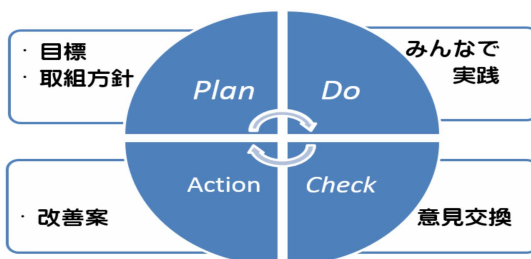 ・ 目標
・ 取組方針
Plan
Do
みんなで
実践
・ 改善案
Action
Check
意見交換